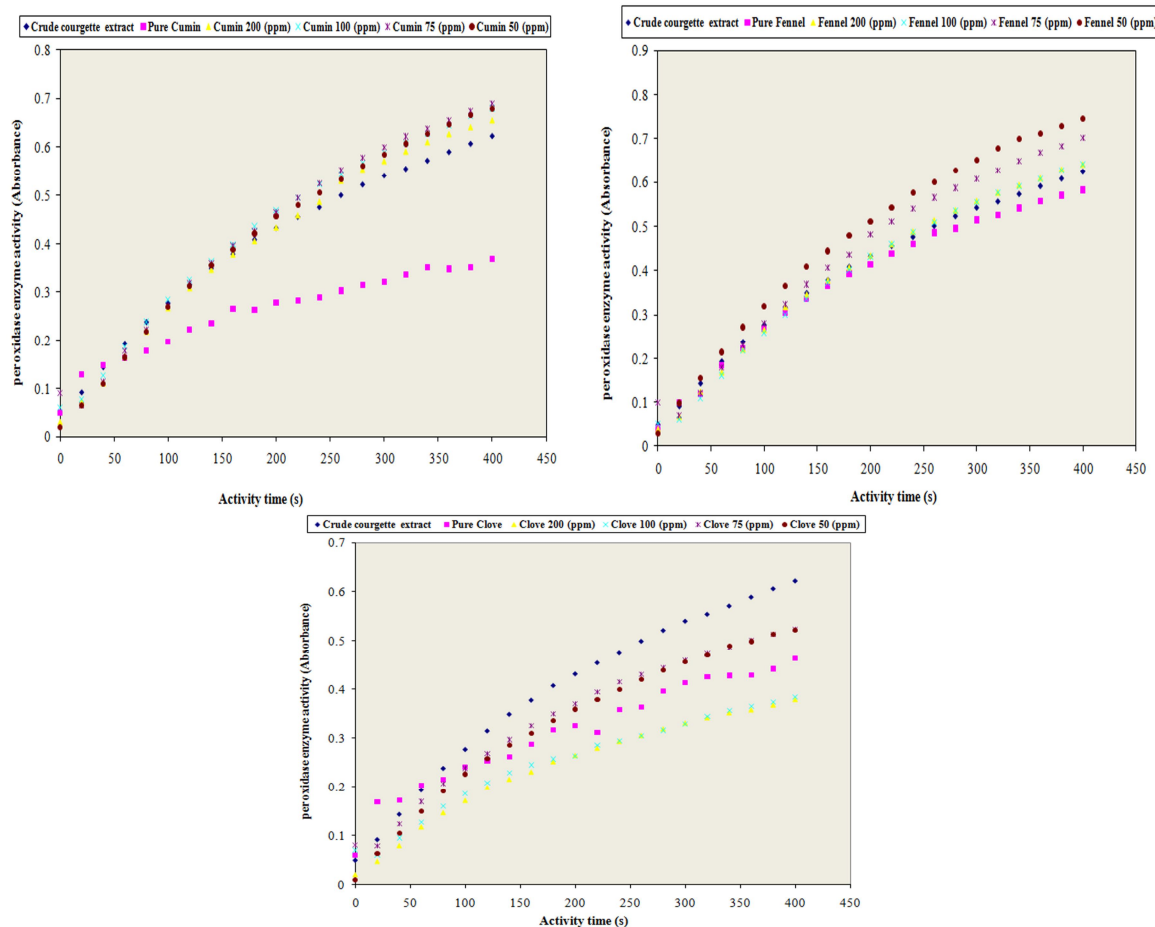 Crude courgette extract Pure Cumin Cumin 200 (ppm) Cumin 100 (ppm) Cumin 75 (ppm) Cumin 50 (ppm)
0.8
0.7
0.6
0.5
0.4
0.3
0.2
0.1
0
peroxidase enzyme activity (Absorbance)
0 50 100 150 200 250 300 350 400 450
Activity time (s)
Crude courgette extract Pure Fennel Fennel 200 (ppm) Fennel 100 (ppm) Fennel 75 (ppm) Fennel 50 (ppm)
0.9
0.8
0.7
0.6
0.5
0.4
0.3
0.2
0.1
0
peroxidase enzyme activity (Absorbance)
0 50 100 150 200 250 300 350 400 450
Activity time (s)
Crude courgette extract Pure Clove Clove 200 (ppm) Clove 100 (ppm) Clove 75 (ppm) Clove 50 (ppm)
0.7
0.6
0.5
0.4
0.3
0.2
0.1
0
peroxidase enzyme activity (Absorbance)
0 50 100 150 200 250 300 350 400 450
Activity time (s)